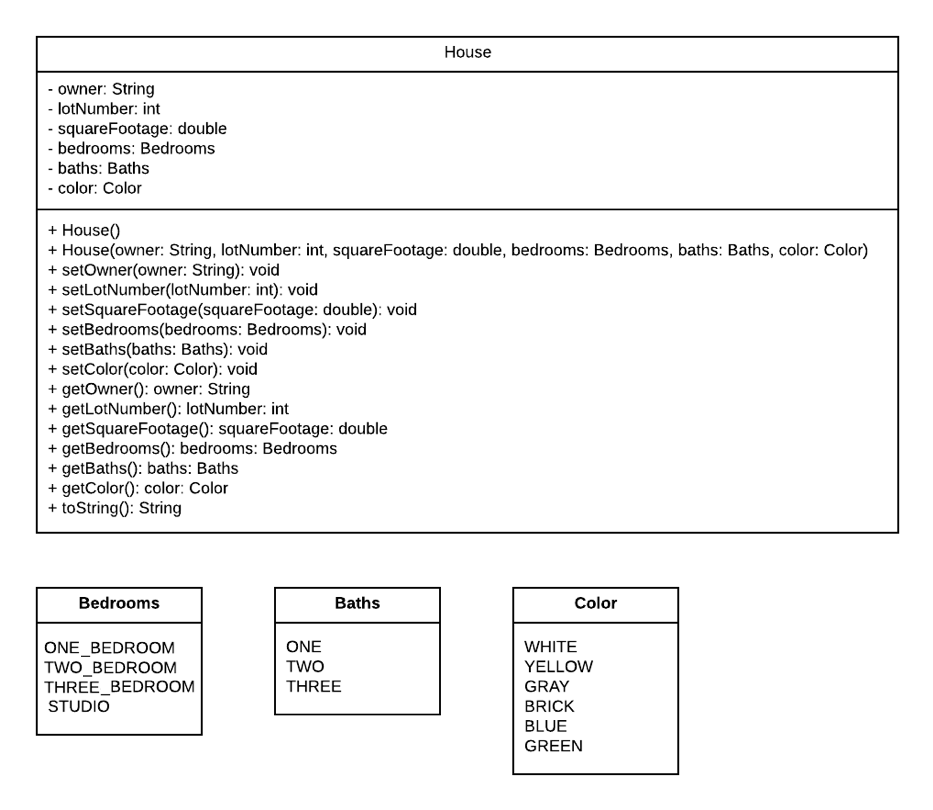 House
- owner: String
- lotNumber: int
- squareFootage: double
- bedrooms: Bedrooms
- baths: Baths
- color: Color
+ House()
+ House(owner: String, lotNumber: int, squareFootage: double, bedrooms: Bedrooms, baths: Baths, color: Color)
+ setOwner(owner: String): void
+ setLotNumber(lotNumber: int): void
+ setSquareFootage(squareFootage: double): void
+ setBedrooms(bedrooms: Bedrooms): void
+ setBaths(baths: Baths): void
+ setColor(color: Color): void
+ getOwner(): owner: String
+ getLotNumber(): lotNumber: int
+ getSquareFootage(): squareFootage: double
+ getBedrooms(): bedrooms: Bedrooms
+ getBaths(): baths: Baths
+ getColor(): color: Color
+ toString(): String
Bedrooms
ONE_BEDROOM
TWO_BEDROOM
THREE_BEDROOM
STUDIO
Baths
ONE
TWO
THREE
Color
WHITE
YELLOW
GRAY
BRICK
BLUE
GREEN